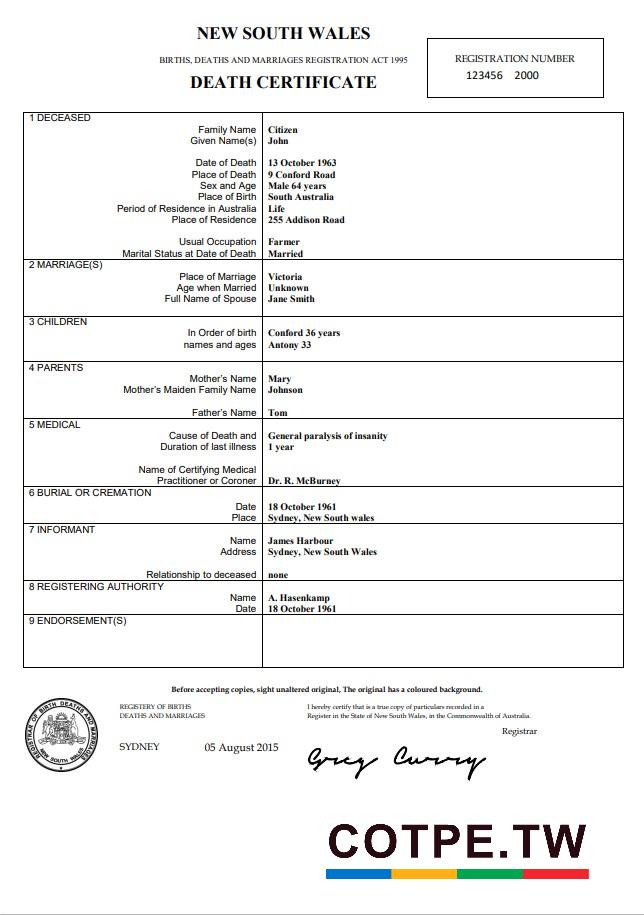 NEW SOUTH WALES
BIRTHS, DEATHS AND MARRIAGES REGISTRATION ACT 1995
DEATH CERTIFICATE
REGISTRATION NUMBER
123456 2000
1 DECEASED
Family Name Citizen
Given Name(s) John
Date of Death 13 October 1963
Place of Death 9 Conford Road
Sex and Age Male 64 years
Place of Birth South Australia
Period of Residence in Australia Life
Place of Residence 255 Addison Road
Usual Occupation Farmer
Marital Status at Date of Death Married
2 MARRIAGE(S)
Place of Marriage Victoria
Age when Married Unknown
Full Name of Spouse Jane Smith
3 CHILDREN
In Order of birth Conford 36 years
names and ages Antony 33
4 PARENTS
Mother's Name Mary
Mother's Maiden Family Name Johnson
Father's Name Tom
5 MEDICAL
Cause of Death and General paralysis of insanity
Duration of last illness 1 year
Name of Certifying Medical
Practitioner or Coroner Dr. R. McBurney
6 BURIAL OR CREMATION
Date 18 October 1961
Place Sydney, New South wales
7 INFORMANT
Name James Harbour
Address Sydney, New South Wales
Relationship to deceased none
8 REGISTERING AUTHORITY
Name A. Hasenkamp
Date 18 October 1961
9 ENDORSEMENT(S)
Before accepting copies, sight unaltered original, The original has a coloured background.
REGISTRAR OF BIRTH DEATHS AND MARRIAGES
NEW SOUTH WALES
REGISTERY OF BIRTHS
DEATHS AND MARRIAGES
SYDNEY 05 August 2015
I hereby certify that is a true copy of particulars recorded in a
Register in the State of New South Wales, in the Commonwealth of Australia.
Registrar
Greg Curry
COTPE.TW